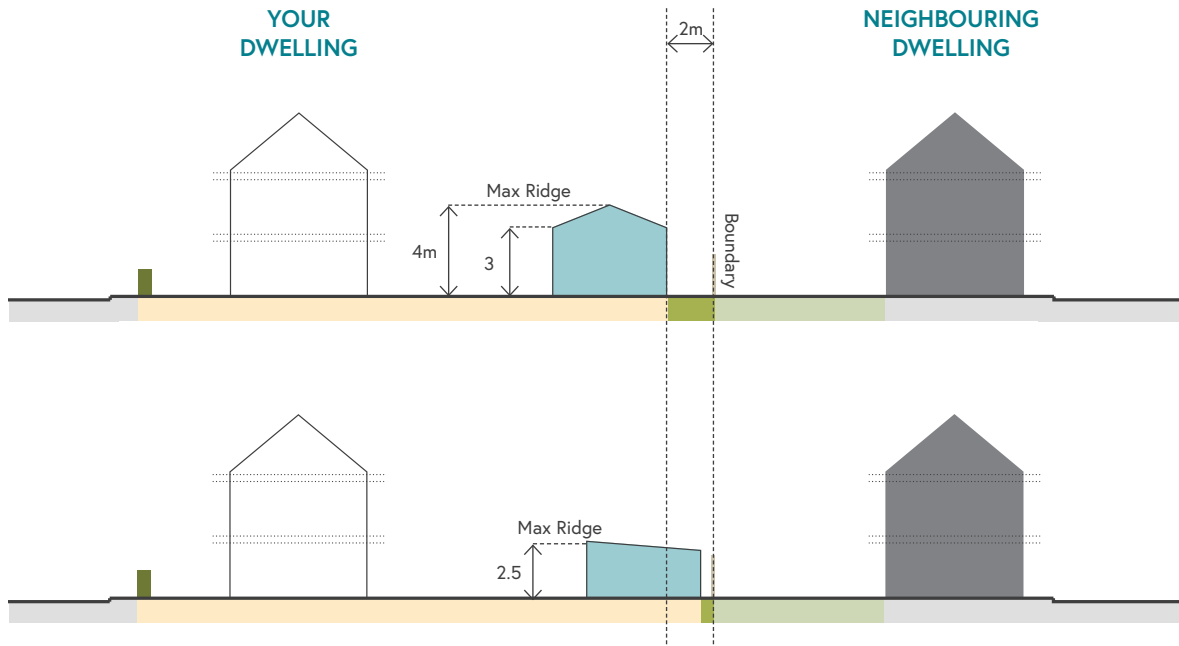 YOUR
DWELLING
2m
NEIGHBOURING
DWELLING
Max Ridge
4m
3
Boundary
Max Ridge
2.5